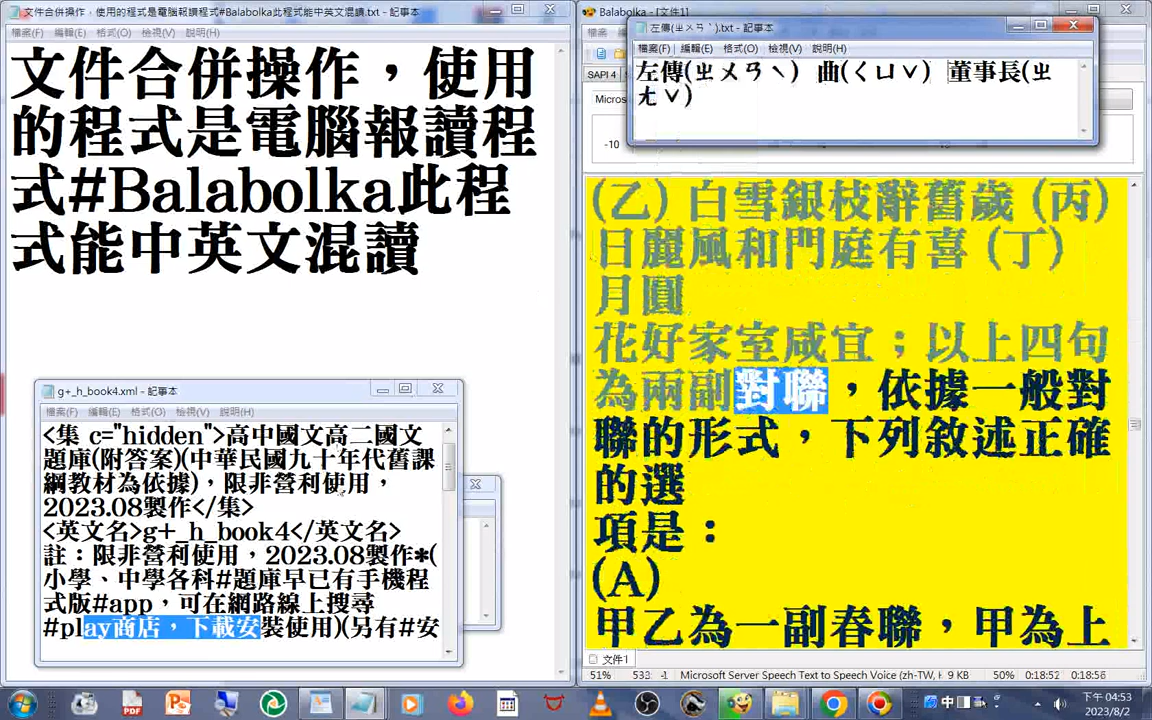 文件合併操作，使用的程式是電腦報讀程式#Balabolka此程式能中英文混讀.txt - 記事本
檔案(F) 編輯(E) 格式(O) 檢視(V) 說明(H)
文件合併操作，使用
的程式是電腦報讀程
式#Balabolka此程
式能中英文混讀
g+_h_book4.xml - 記事本
檔案(F) 編輯(E) 格式(O) 檢視(V) 說明(H)
<集 c="hidden">高中國文高二國文
題庫(附答案)(中華民國九十年代舊課
綱教材為依據)，限非營利使用，
2023.08製作</集>
<英文名>g+_h_book4</英文名>
註：限非營利使用，2023.08製作*(
小學、中學各科#題庫早已有手機程
式版#app，可在網路線上搜尋
#play商店，下載安裝使用)(另有#安
Balabolka - [文件1]
檔案
左傳(ㄓㄨㄢˋ).txt - 記事本
檔案(F) 編輯(E) 格式(O) 檢視(V) 說明(H)
左傳(ㄓㄨㄢˋ) 曲(ㄑㄩˇ) 董事長(ㄓ
ㄤˇ)
SAPI 4
Micros
-10
(乙) 白雪銀枝辭舊歲 (丙)
日麗風和門庭有喜 (丁)
月圓
花好家室咸宜；以上四句
為兩副對聯，依據一般對
聯的形式，下列敘述正確
的選
項是：
(A)
甲乙為一副春聯，甲為上
文件1
51% 533: -1 Microsoft Server Speech Text to Speech Voice (zh-TW, H 9 KB 50% 0:18:52 0:18:56
PDF
中
下午 04:53
2023/8/2